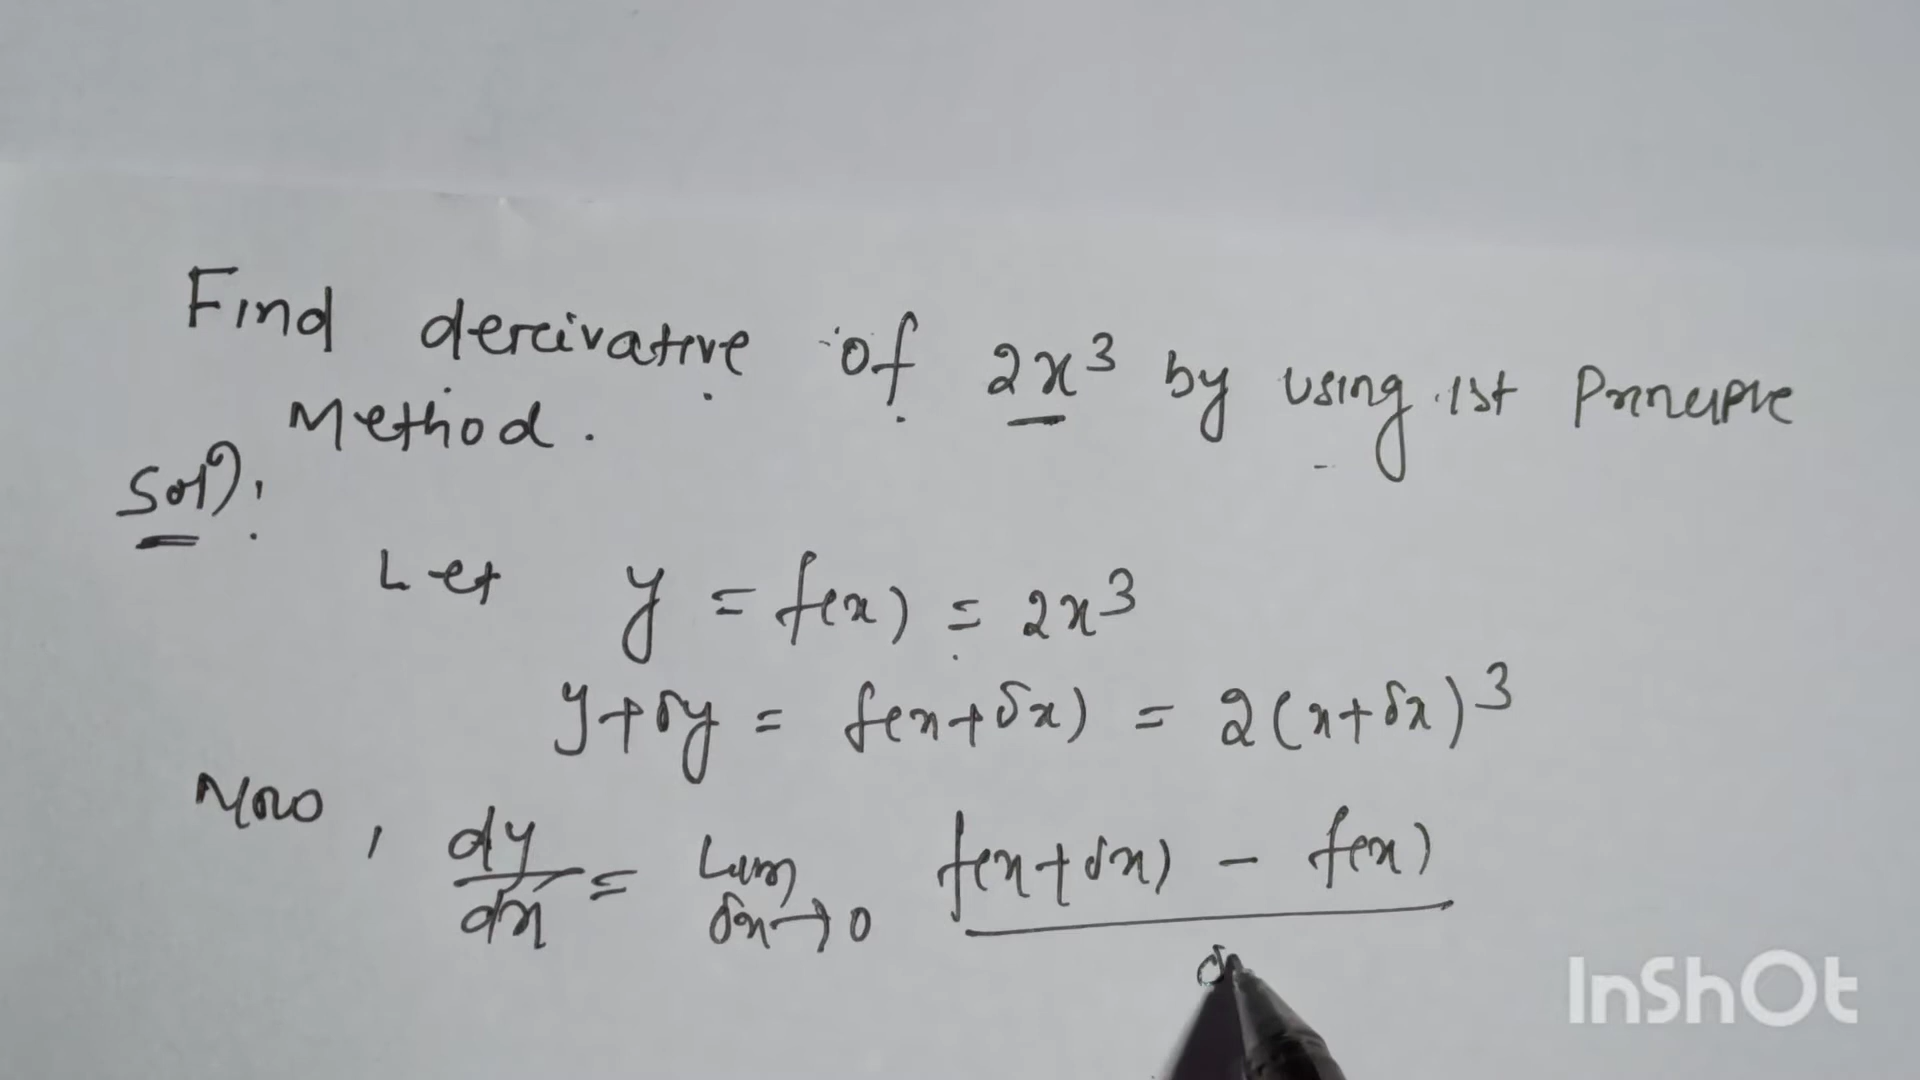 Find dercivative of 2x³ by using 1st Principle
Method.
Solⁿ:
Let y = f(x) = 2x³
y+δy = f(x+δx) = 2(x+δx)³
Now, dy/dx = Lim δx→0 f(x+δx) - f(x) / δ
InShOt